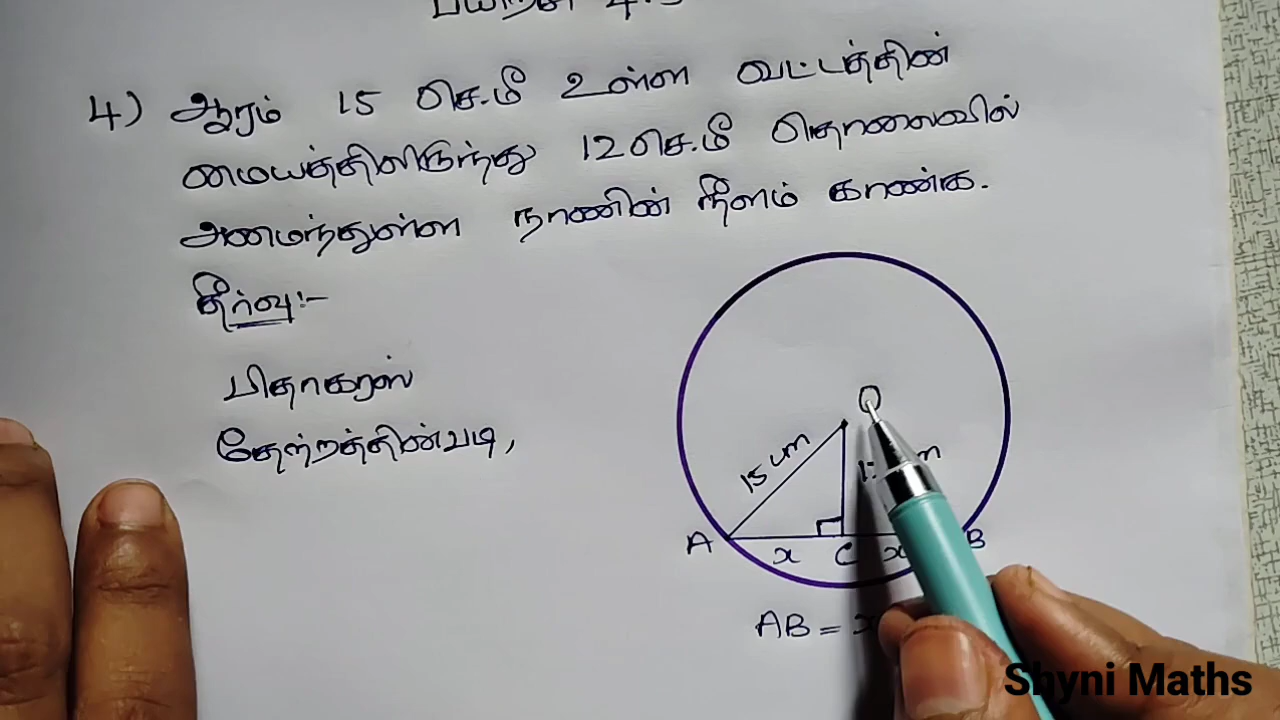 4) ஆரம் 15 செ.மீ உள்ள வட்டத்தின்
மையத்திலிருந்து 12 செ.மீ தொலைவில்
அமைந்துள்ள நாணின் நீளம் காண்க.
தீர்வு:-
பிதாகரஸ்
தேற்றத்தின்படி,
O
15 cm
A x C x B
AB = x
Shyni Maths